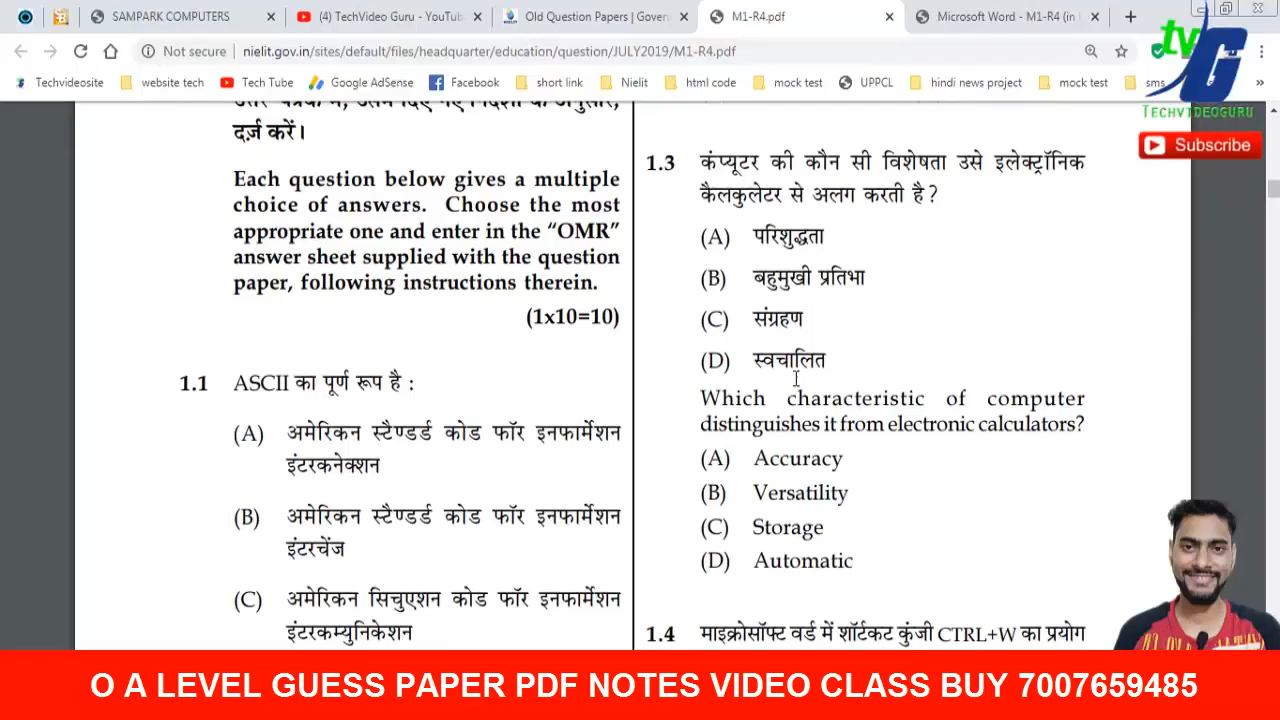 SAMPARK COMPUTERS
(4) TechVideo Guru - YouTub
Old Question Papers | Govern
M1-R4.pdf
Microsoft Word - M1-R4 (in
Not secure | nielit.gov.in/sites/default/files/headquarter/education/question/JULY2019/M1-R4.pdf
Techvideosite
website tech
Tech Tube
Google AdSense
Facebook
short link
Nielit
html code
mock test
UPPCL
hindi news project
mock test
sms
tv G
TECHVIDEOGURU
Subscribe
दर्ज़ करें।
Each question below gives a multiple
choice of answers. Choose the most
appropriate one and enter in the “OMR”
answer sheet supplied with the question
paper, following instructions therein.
(1x10=10)
1.1 ASCII का पूर्ण रूप है :
(A) अमेरिकन स्टैण्डर्ड कोड फॉर इनफार्मेशन
इंटरकनेक्शन
(B) अमेरिकन स्टैण्डर्ड कोड फॉर इनफार्मेशन
इंटरचेंज
(C) अमेरिकन सिचुएशन कोड फॉर इनफार्मेशन
इंटरकम्युनिकेशन
1.3 कंप्यूटर की कौन सी विशेषता उसे इलेक्ट्रॉनिक
कैलकुलेटर से अलग करती है?
(A) परिशुद्धता
(B) बहुमुखी प्रतिभा
(C) संग्रहण
(D) स्वचालित
Which characteristic of computer
distinguishes it from electronic calculators?
(A) Accuracy
(B) Versatility
(C) Storage
(D) Automatic
1.4 माइक्रोसॉफ्ट वर्ड में शॉर्टकट कुंजी CTRL+W का प्रयोग
O A LEVEL GUESS PAPER PDF NOTES VIDEO CLASS BUY 7007659485